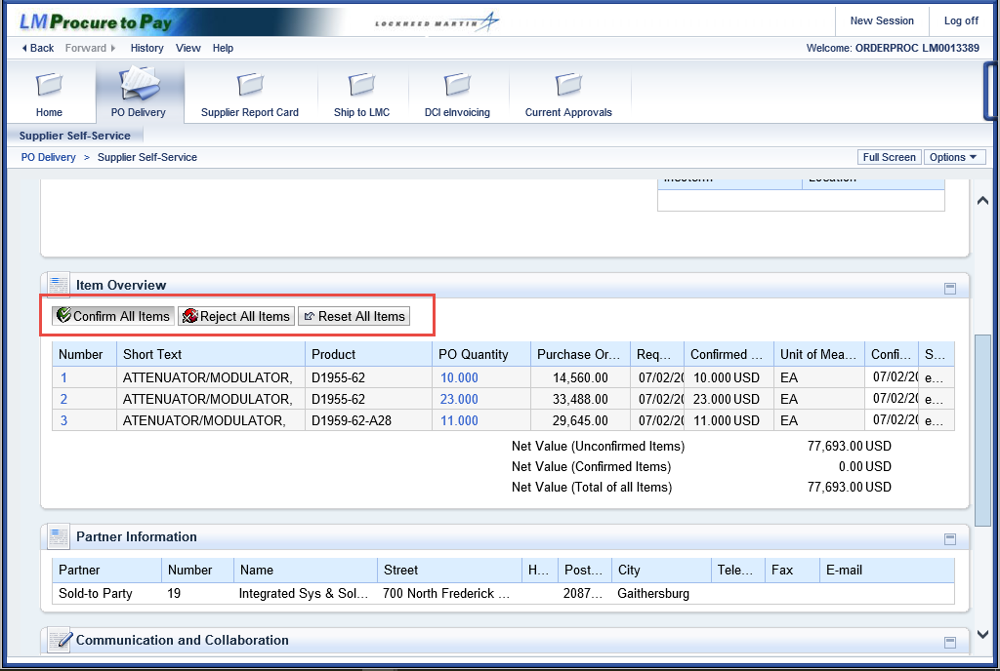 LM Procure to Pay LOCKHEED MARTIN New Session Log off
Back Forward History View Help Welcome: ORDERPROC LM0013389
Home PO Delivery Supplier Report Card Ship to LMC DCI eInvoicing Current Approvals
Supplier Self-Service
PO Delivery > Supplier Self-Service Full Screen Options
Incoterm Location
Item Overview
Confirm All Items Reject All Items Reset All Items
Number Short Text Product PO Quantity Purchase Or... Req... Confirmed ... Unit of Mea... Confi... S...
1 ATTENUATOR/MODULATOR, D1955-62 10.000 14,560.00 07/02/20 10.000 USD EA 07/02/20 e...
2 ATTENUATOR/MODULATOR, D1955-62 23.000 33,488.00 07/02/20 23.000 USD EA 07/02/20 e...
3 ATENUATOR/MODULATOR, D1959-62-A28 11.000 29,645.00 07/02/20 11.000 USD EA 07/02/20 e...
Net Value (Unconfirmed Items) 77,693.00 USD
Net Value (Confirmed Items) 0.00 USD
Net Value (Total of all Items) 77,693.00 USD
Partner Information
Partner Number Name Street H... Post... City Tele... Fax E-mail
Sold-to Party 19 Integrated Sys & Sol... 700 North Frederick ... 2087... Gaithersburg
Communication and Collaboration